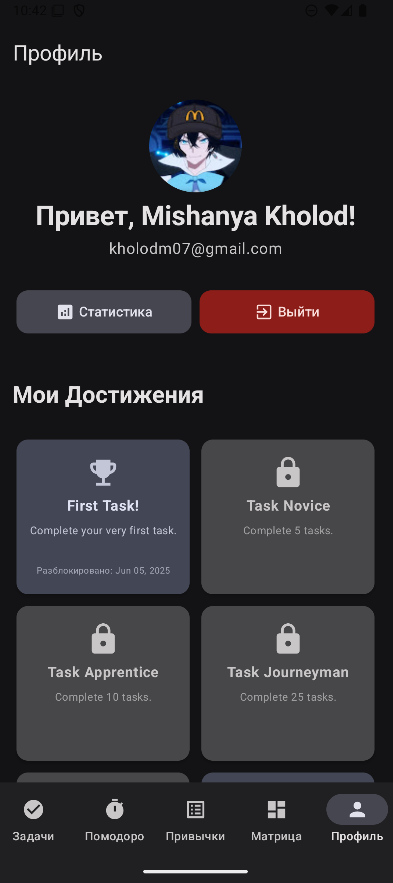 10:42
Профиль
Привет, Mishanya Kholod!
kholodm07@gmail.com
Статистика
Выйти
Мои Достижения
First Task!
Complete your very first task.
Разблокировано: Jun 05, 2025
Task Novice
Complete 5 tasks.
Task Apprentice
Complete 10 tasks.
Task Journeyman
Complete 25 tasks.
Задачи
Помодоро
Привычки
Матрица
Профиль